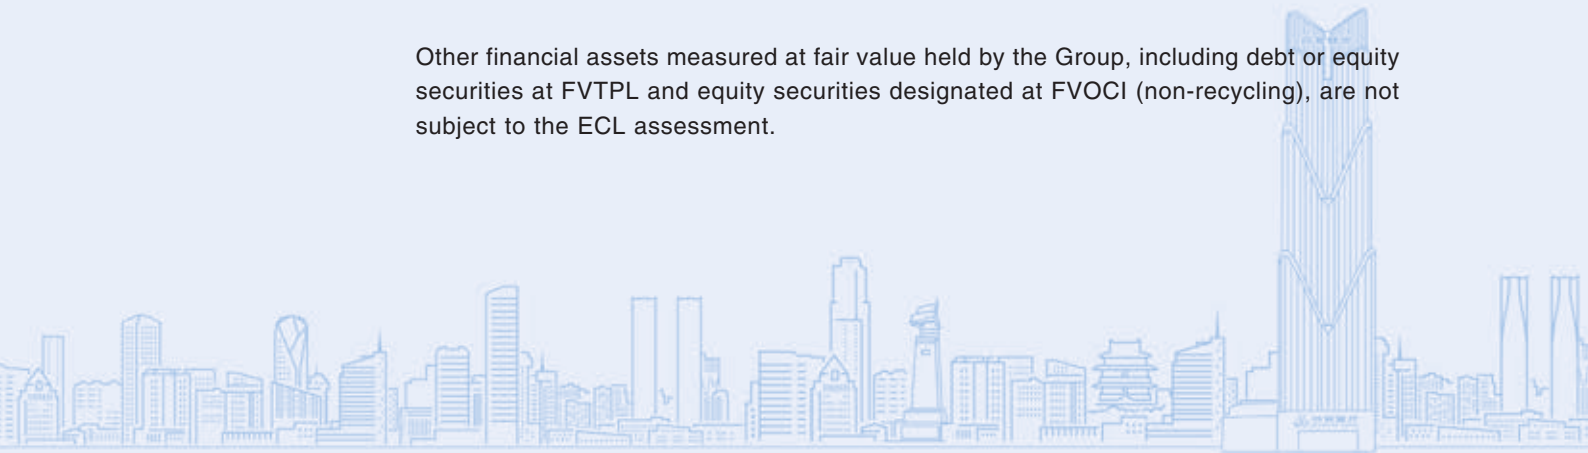 Other financial assets measured at fair value held by the Group, including debt or equity
securities at FVTPL and equity securities designated at FVOCI (non-recycling), are not
subject to the ECL assessment.